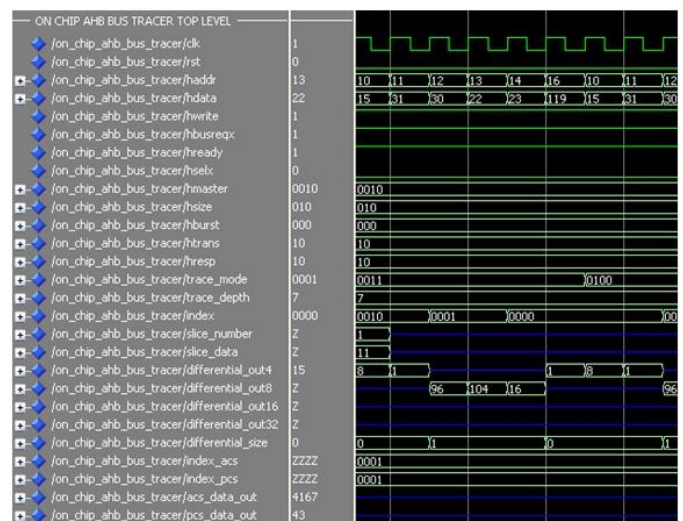 ON CHIP AHB BUS TRACER TOP LEVEL
/on_chip_ahb_bus_tracer/clk 1
/on_chip_ahb_bus_tracer/rst 0
/on_chip_ahb_bus_tracer/haddr 13 10 11 12 13 14 16 10 11 12
/on_chip_ahb_bus_tracer/hdata 22 15 31 30 22 23 119 15 31 30
/on_chip_ahb_bus_tracer/hwrite 1
/on_chip_ahb_bus_tracer/hbusreqx 1
/on_chip_ahb_bus_tracer/hready 1
/on_chip_ahb_bus_tracer/hselx 0
/on_chip_ahb_bus_tracer/hmaster 0010 0010
/on_chip_ahb_bus_tracer/hsize 010 010
/on_chip_ahb_bus_tracer/hburst 000 000
/on_chip_ahb_bus_tracer/htrans 10 10
/on_chip_ahb_bus_tracer/hresp 10 10
/on_chip_ahb_bus_tracer/trace_mode 0001 0011 0100
/on_chip_ahb_bus_tracer/trace_depth 7 7
/on_chip_ahb_bus_tracer/index 0000 0010 0001 0000 00
/on_chip_ahb_bus_tracer/slice_number Z 1
/on_chip_ahb_bus_tracer/slice_data Z 11
/on_chip_ahb_bus_tracer/differential_out4 15 8 1 1 8 1
/on_chip_ahb_bus_tracer/differential_out8 Z 96 104 16 96
/on_chip_ahb_bus_tracer/differential_out16 Z
/on_chip_ahb_bus_tracer/differential_out32 Z
/on_chip_ahb_bus_tracer/differential_size 0 0 1 0 1
/on_chip_ahb_bus_tracer/index_acs ZZZZ 0001
/on_chip_ahb_bus_tracer/index_pcs ZZZZ 0001
/on_chip_ahb_bus_tracer/acs_data_out 4167
/on_chip_ahb_bus_tracer/pcs_data_out 43